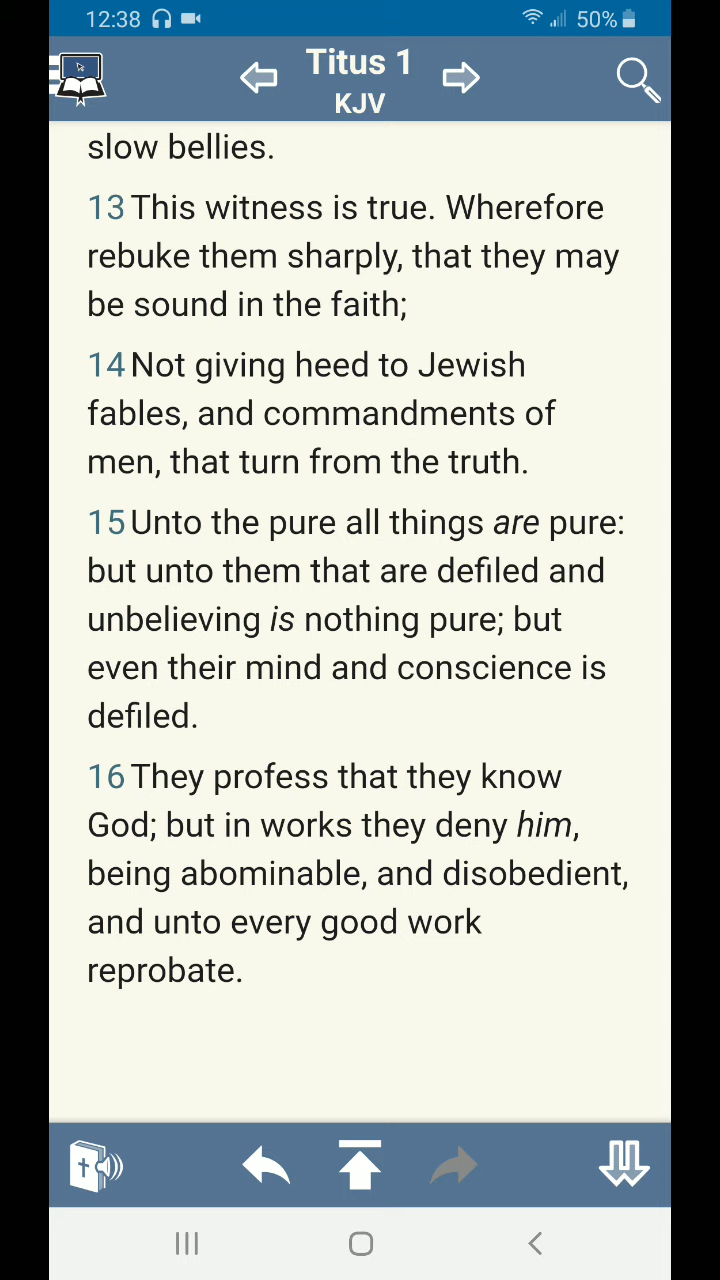 12:38 50%
Titus 1
KJV
slow bellies.
13 This witness is true. Wherefore
rebuke them sharply, that they may
be sound in the faith;
14 Not giving heed to Jewish
fables, and commandments of
men, that turn from the truth.
15 Unto the pure all things are pure:
but unto them that are defiled and
unbelieving is nothing pure; but
even their mind and conscience is
defiled.
16 They profess that they know
God; but in works they deny him,
being abominable, and disobedient,
and unto every good work
reprobate.